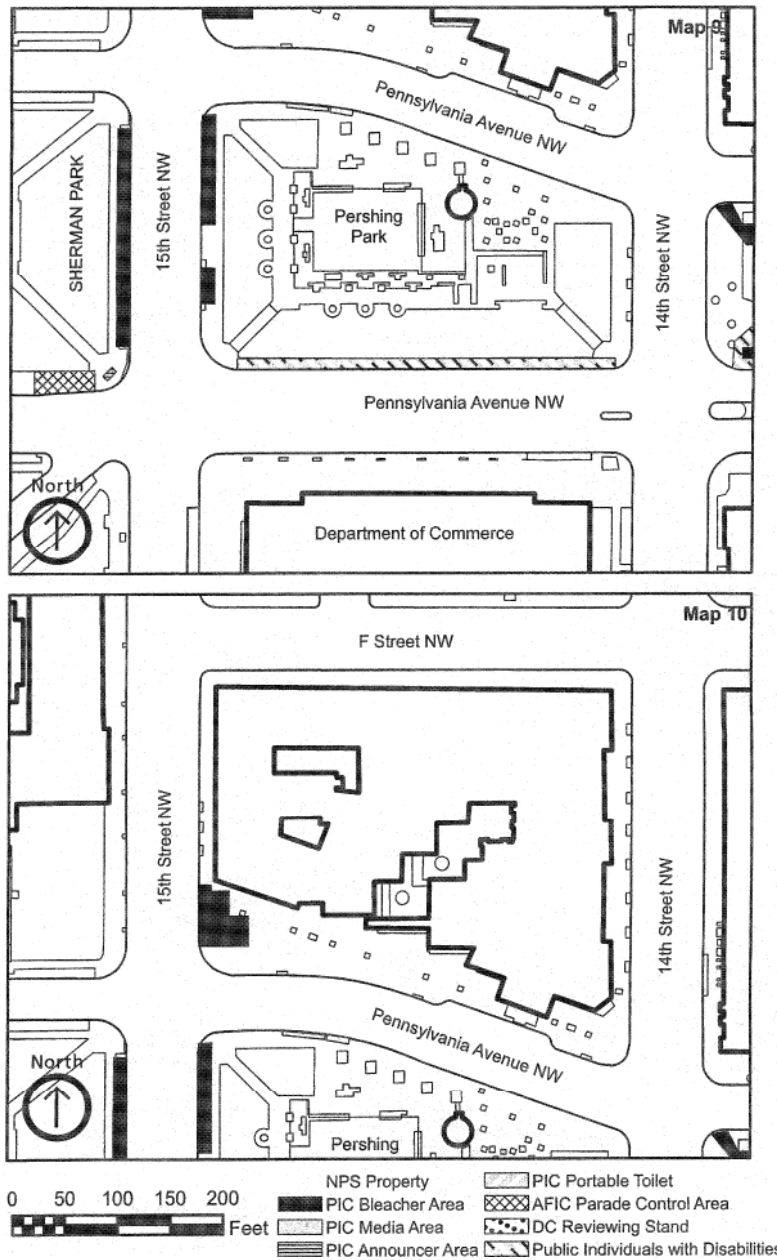 Map 9
Pennsylvania Avenue NW
SHERMAN PARK
15th Street NW
Pershing
Park
14th Street NW
Pennsylvania Avenue NW
North
Department of Commerce
Map 10
F Street NW
15th Street NW
14th Street NW
Pennsylvania Avenue NW
North
Pershing
0 50 100 150 200
Feet
NPS Property
PIC Bleacher Area
PIC Media Area
PIC Announcer Area
PIC Portable Toilet
AFIC Parade Control Area
DC Reviewing Stand
Public Individuals with Disabilities